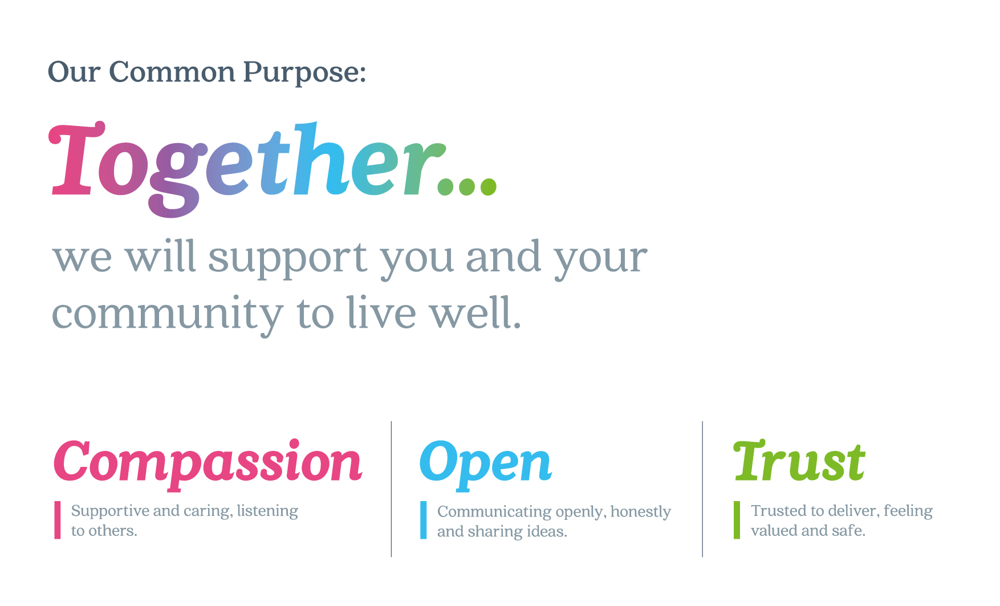 Our Common Purpose:
Together...
we will support you and your
community to live well.
Compassion
Supportive and caring, listening
to others.
Open
Communicating openly, honestly
and sharing ideas.
Trust
Trusted to deliver, feeling
valued and safe.